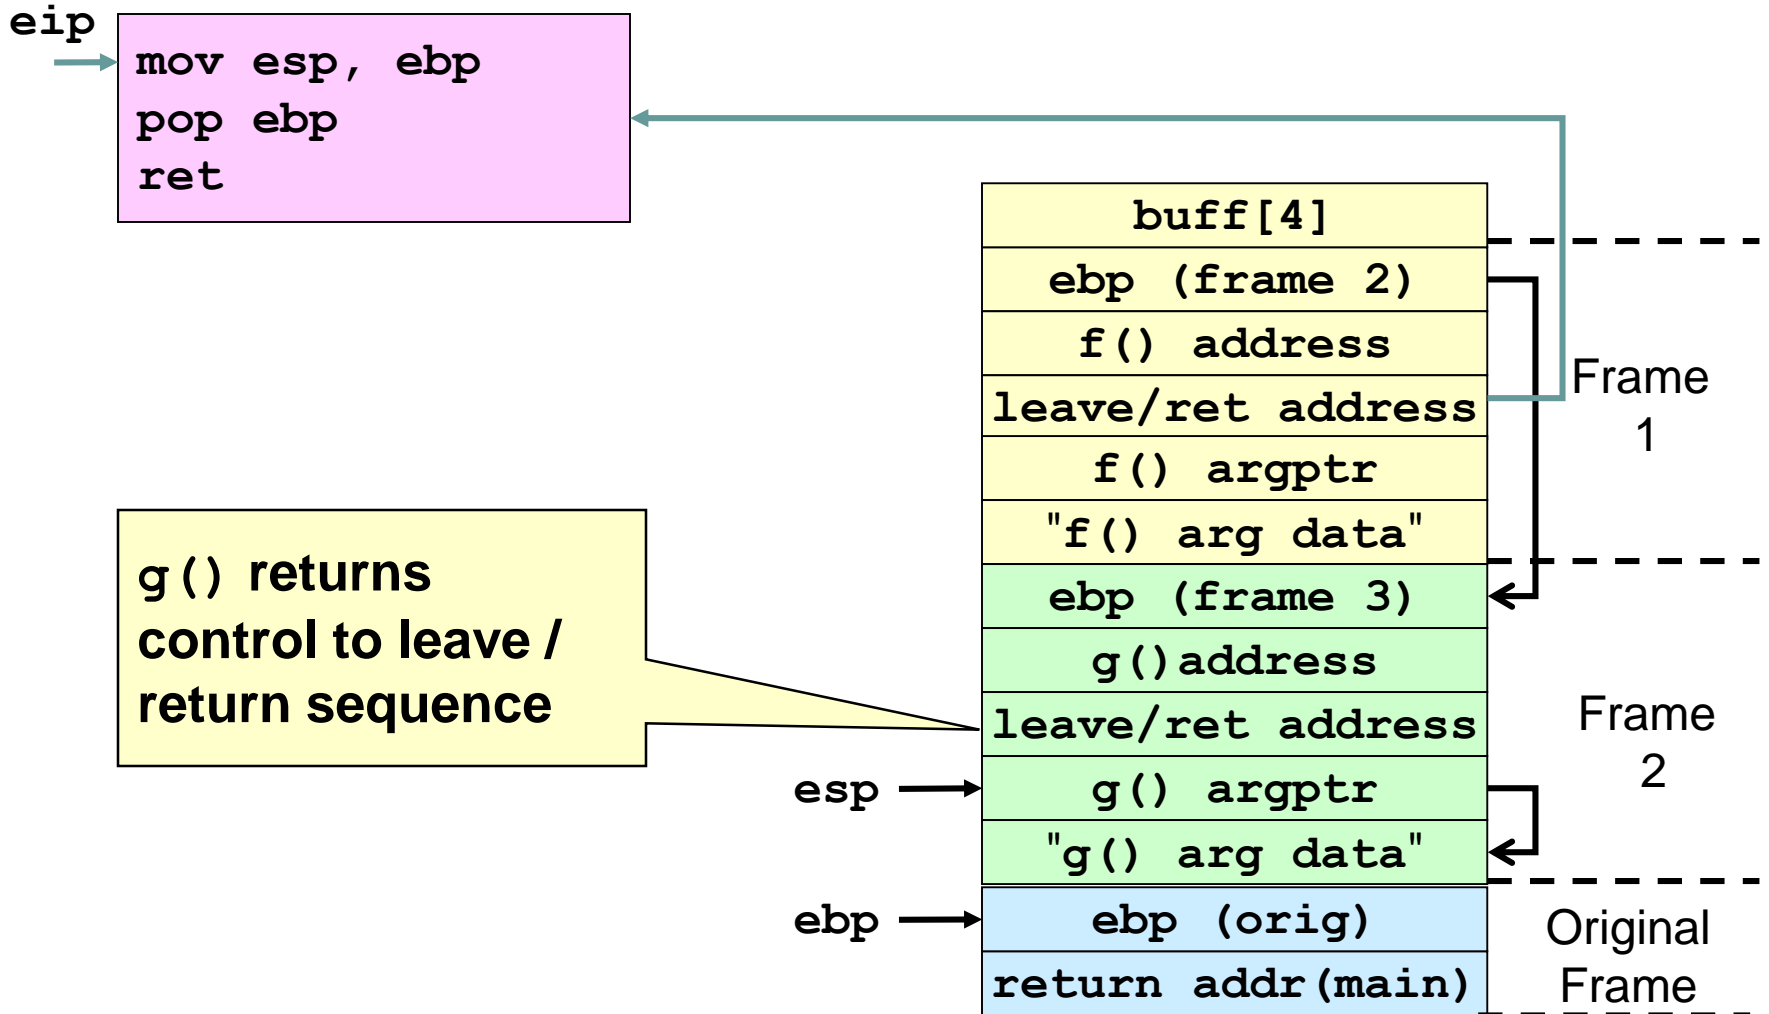 eip
mov esp, ebp
pop ebp
ret
buff[4]
ebp (frame 2)
f() address
leave/ret address
f() argptr
"f() arg data"
Frame
1
ebp (frame 3)
g()address
leave/ret address
g() argptr
"g() arg data"
Frame
2
g() returns
control to leave /
return sequence
esp
ebp
ebp (orig)
return addr(main)
Original
Frame